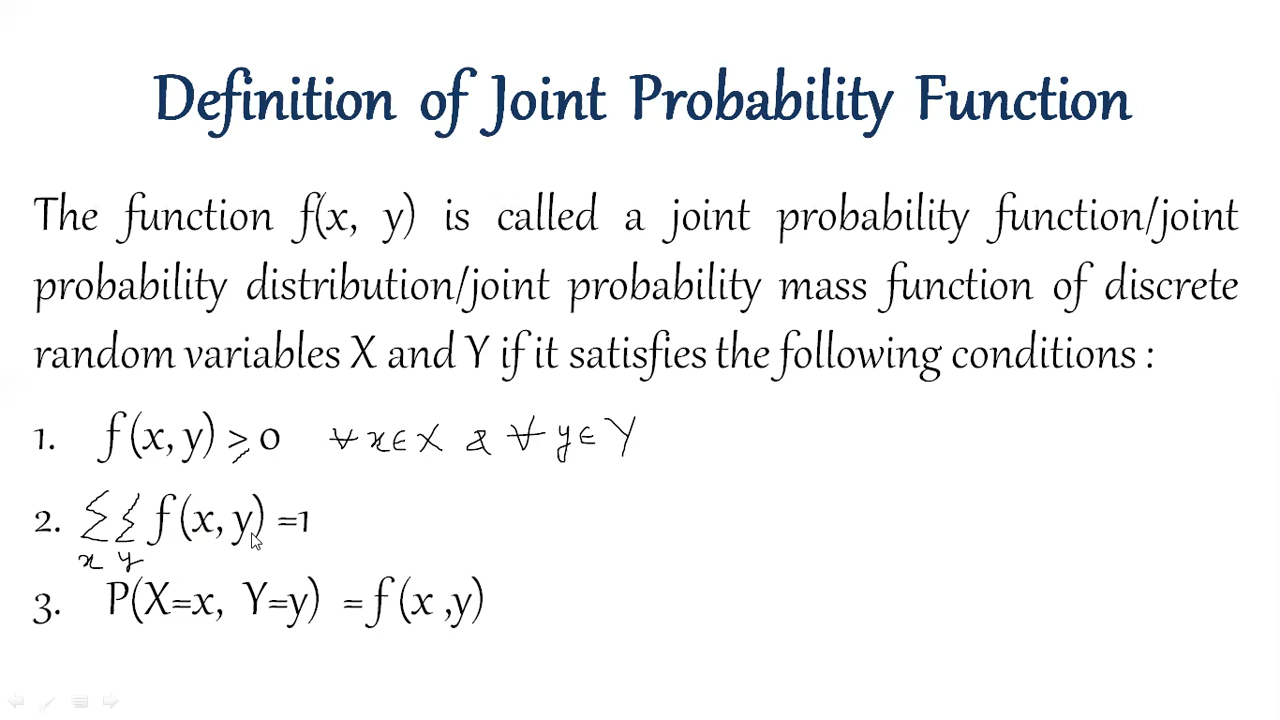 Definition of Joint Probability Function
The function f(x, y) is called a joint probability function/joint
probability distribution/joint probability mass function of discrete
random variables X and Y if it satisfies the following conditions :
1. f(x, y) ≥ 0 ∀ x ∈ X & ∀ y ∈ Y
2. ∑x ∑y f(x, y) =1
3. P(X=x, Y=y) = f(x ,y)